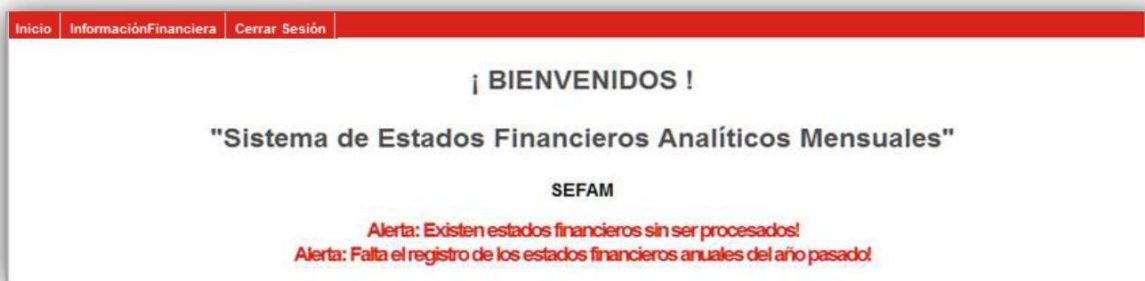 Inicio InformaciónFinanciera Cerrar Sesión
¡ BIENVENIDOS !
"Sistema de Estados Financieros Analíticos Mensuales"
SEFAM
Alerta: Existen estados financieros sin ser procesados!
Alerta: Falta el registro de los estados financieros anuales del año pasado!